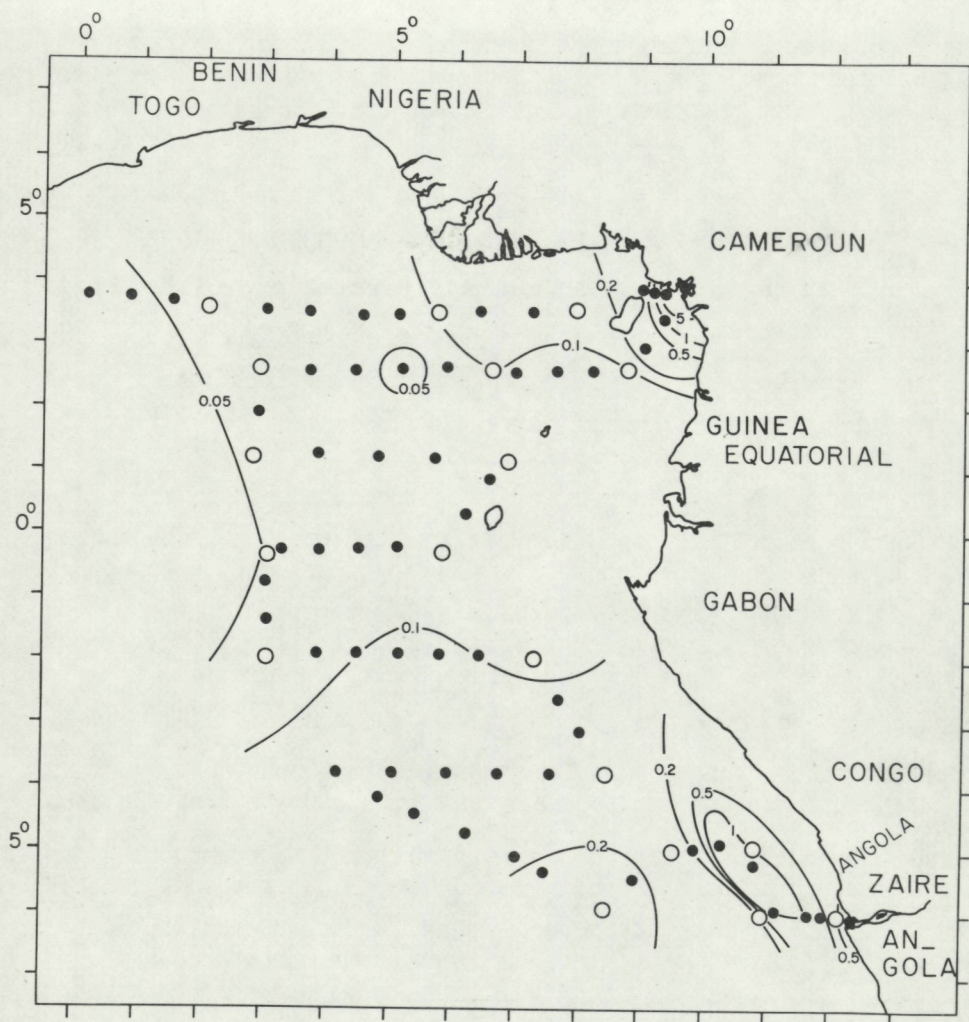 0° 5° 10°
BENIN
TOGO
NIGERIA
5°
CAMEROUN
0.2
5
1
0.1
0.5
0.05
0.05
GUINEA
EQUATORIAL
0°
GABON
0.1
CONGO
0.2
0.5
1
ANGOLA
5°
0.2
ZAIRE
AN_
GOLA
0.5